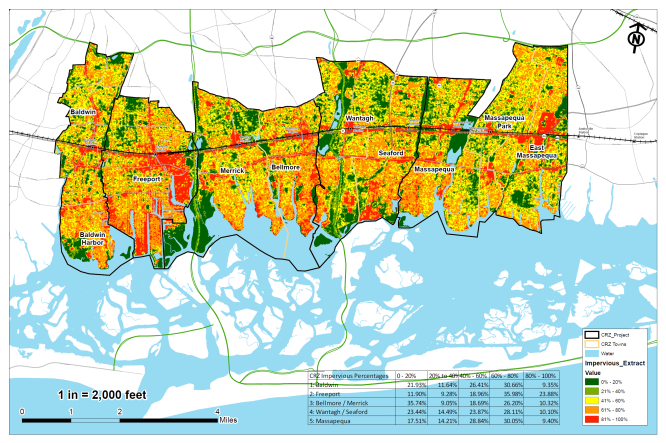 N
Wantagh
Baldwin
Massapequa
Park
Seaford
East
Massapequa
Bellmore
Merrick
Massapequa
Freeport
Baldwin
Harbor
CRZ_Project
CRZ Towns
Water
Impervious_Extract
Value
0% - 20%
21% - 40%
41% - 60%
61% - 80%
81% - 100%
CRZ Impervious Percentages 0 - 20% 20% to 40% 40% - 60% 60% - 80% 80% - 100%
1: Baldwin 21.93% 11.64% 26.41% 30.66% 9.35%
2: Freeport 11.90% 9.28% 18.96% 35.98% 23.88%
3: Bellmore / Merrick 35.74% 9.05% 18.69% 26.20% 10.32%
4: Wantagh / Seaford 23.44% 14.49% 23.87% 28.11% 10.10%
5: Massapequa 17.51% 14.21% 28.84% 30.05% 9.40%
1 in = 2,000 feet
0 1 2 4
Miles